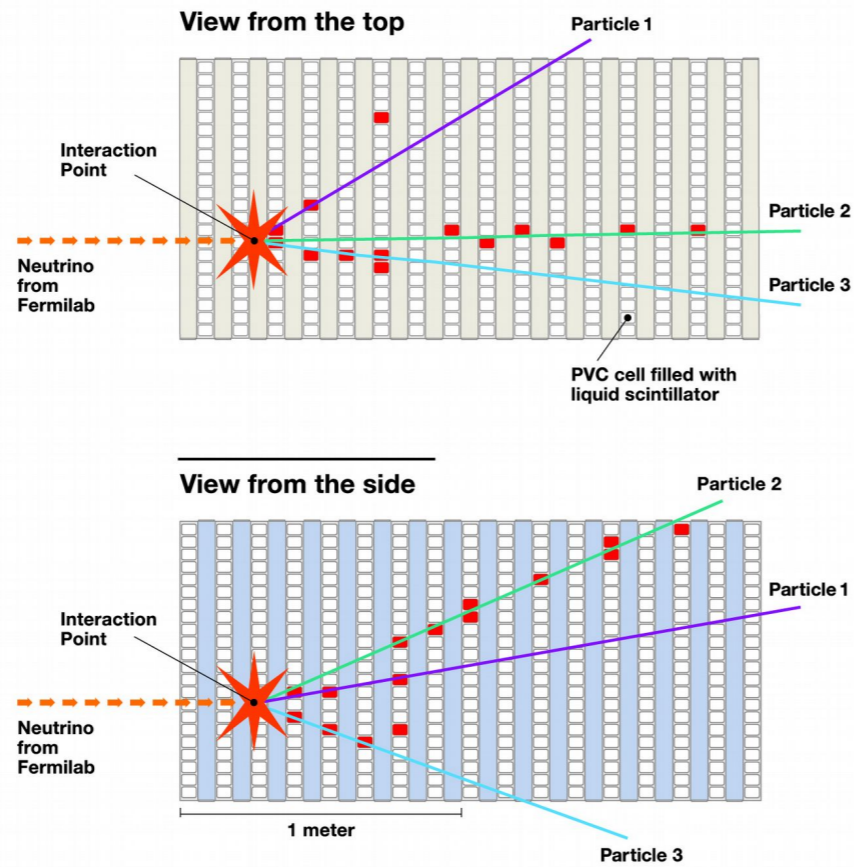 View from the top
Particle 1
Interaction
Point
Particle 2
Neutrino
from
Fermilab
Particle 3
PVC cell filled with
liquid scintillator
View from the side
Particle 2
Particle 1
Interaction
Point
Neutrino
from
Fermilab
1 meter
Particle 3